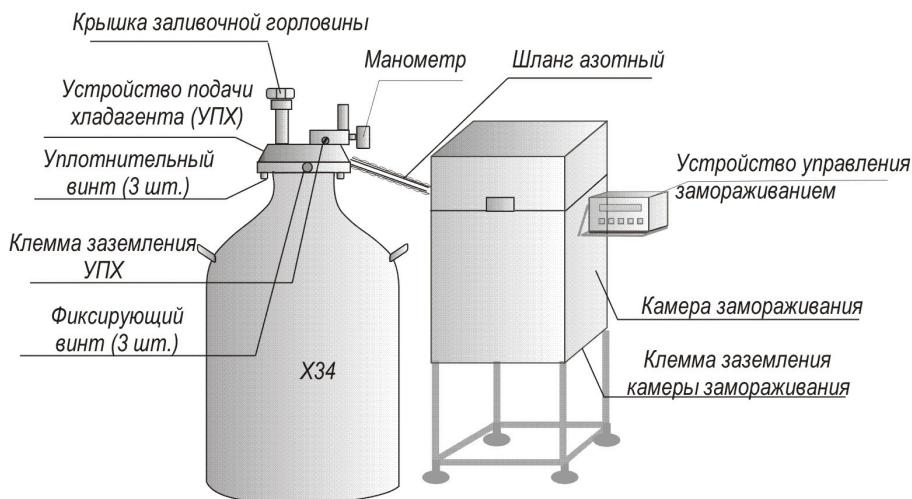 Крышка заливочной горловины
Манометр
Шланг азотный
Устройство подачи
хладагента (УПХ)
Уплотнительный
винт (3 шт.)
Устройство управления
замораживанием
Клемма заземления
УПХ
Фиксирующий
винт (3 шт.)
Х34
Камера замораживания
Клемма заземления
камеры замораживания